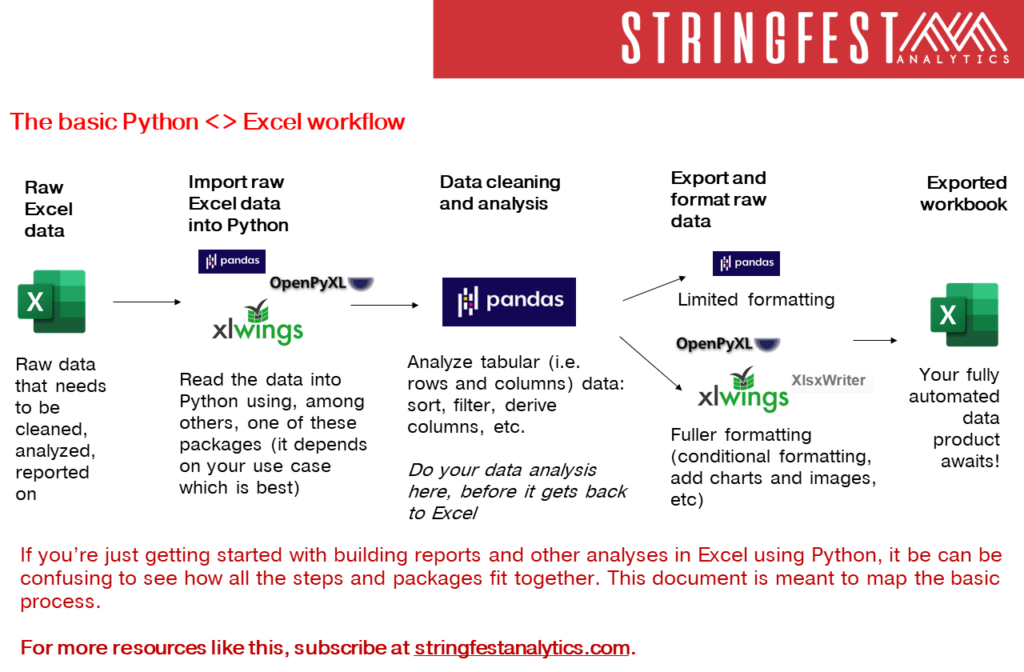 STRINGFEST
ANALYTICS
The basic Python <> Excel workflow
Raw
Excel
data
X
Raw data
that needs
to be
cleaned,
analyzed,
reported
on
Import raw
Excel data
into Python
pandas
OpenPyXL
xlwings
Read the data into
Python using, among
others, one of these
packages (it depends
on your use case
which is best)
Data cleaning
and analysis
pandas
Analyze tabular (i.e.
rows and columns) data:
sort, filter, derive
columns, etc.
Do your data analysis
here, before it gets back
to Excel
Export and
format raw
data
pandas
Limited formatting
OpenPyXL
XlsxWriter
xlwings
Fuller formatting
(conditional formatting,
add charts and images,
etc)
Exported
workbook
X
Your fully
automated
data
product
awaits!
If you’re just getting started with building reports and other analyses in Excel using Python, it be can be
confusing to see how all the steps and packages fit together. This document is meant to map the basic
process.
For more resources like this, subscribe at stringfestanalytics.com.